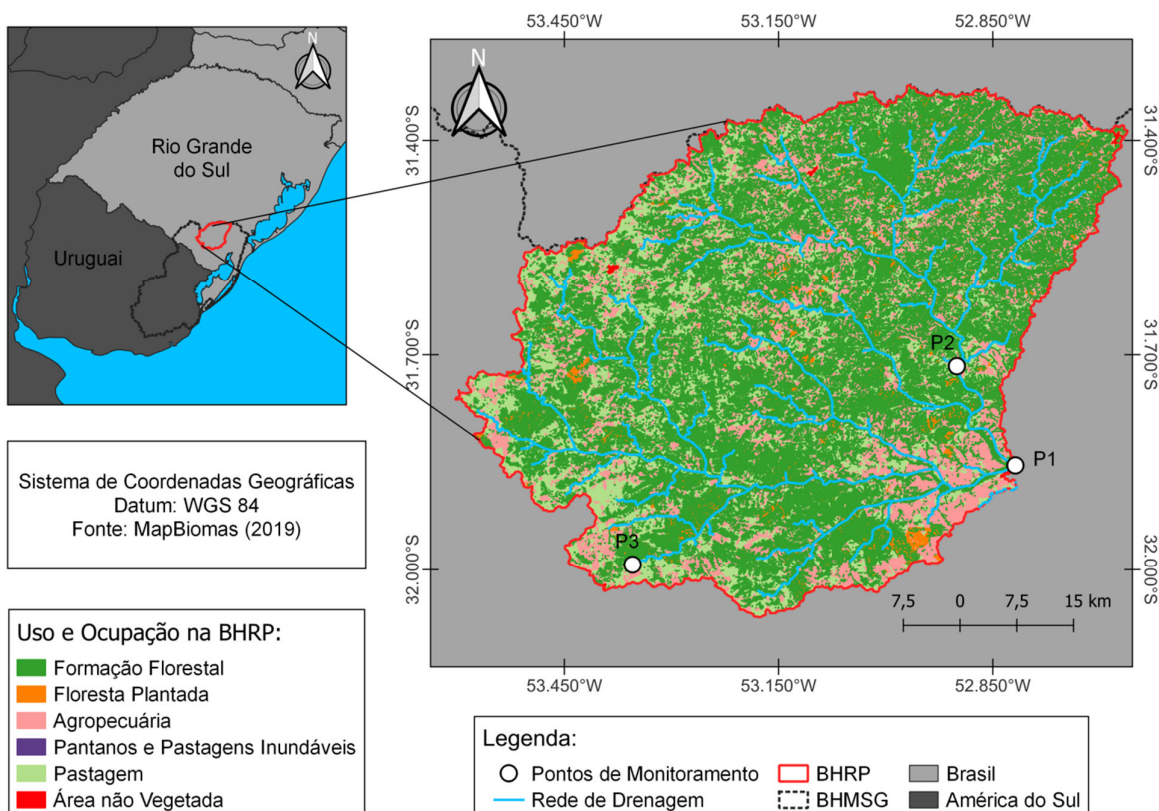 N
Rio Grande
do Sul
Uruguai
Sistema de Coordenadas Geográficas
Datum: WGS 84
Fonte: MapBiomas (2019)
Uso e Ocupação na BHRP:
Formação Florestal
Floresta Plantada
Agropecuária
Pantanos e Pastagens Inundáveis
Pastagem
Área não Vegetada
53.450°W 53.150°W 52.850°W
N
31.400°S 31.400°S
31.700°S 31.700°S
32.000°S 32.000°S
P2
P1
P3
7,5 0 7,5 15 km
53.450°W 53.150°W 52.850°W
Legenda:
Pontos de Monitoramento BHRP Brasil
Rede de Drenagem BHMSG América do Sul